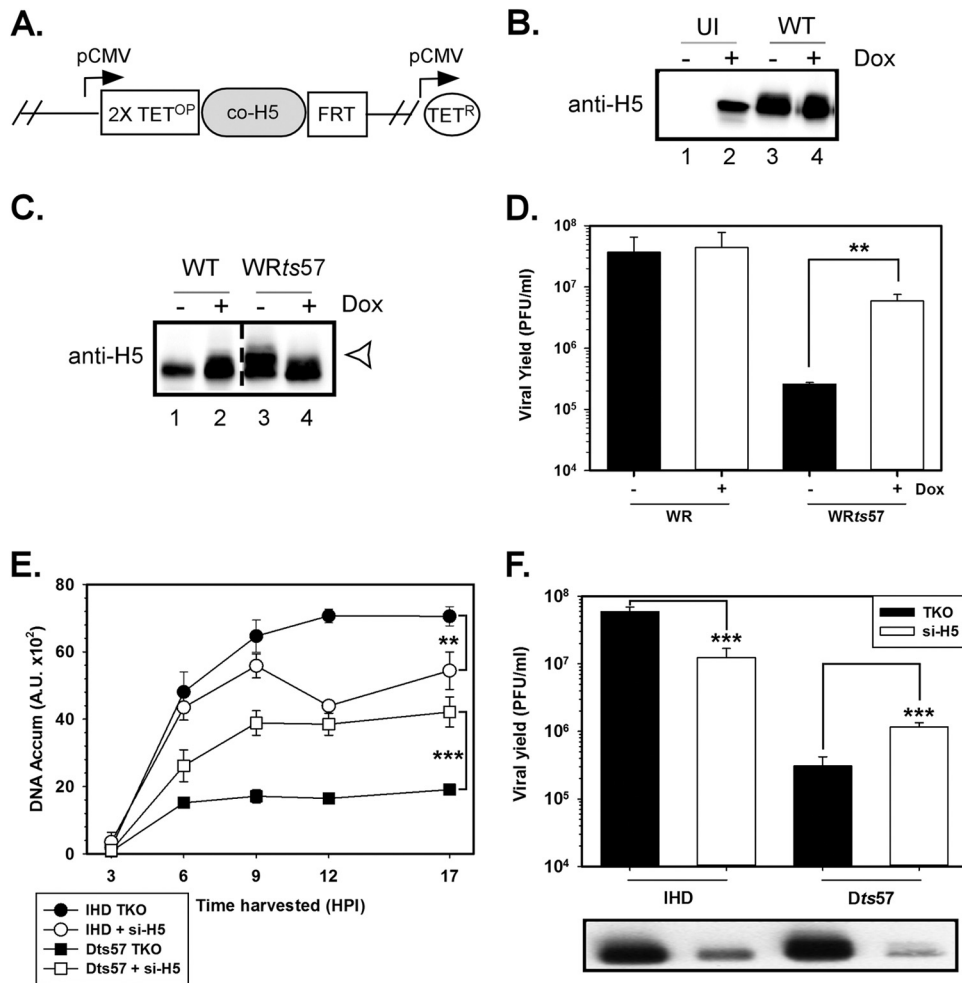 A.
pCMV
pCMV
2X TET^OP
co-H5
FRT
TET^R
B.
UI
WT
- + - + Dox
anti-H5
1 2 3 4
C.
WT WRts57
- + - + Dox
anti-H5
1 2 3 4
D.
Viral Yield (PFU/ml)
10^8
10^7
10^6
10^5
10^4
**
- + - + Dox
WR WRts57
E.
DNA Accum (A.U. x10^2)
80
60
40
20
0
**
***
3 6 9 12 17
Time harvested (HPI)
IHD TKO
IHD + si-H5
Dts57 TKO
Dts57 + si-H5
F.
Viral yield (PFU/ml)
10^8
10^7
10^6
10^5
10^4
TKO
si-H5
***
***
IHD Dts57